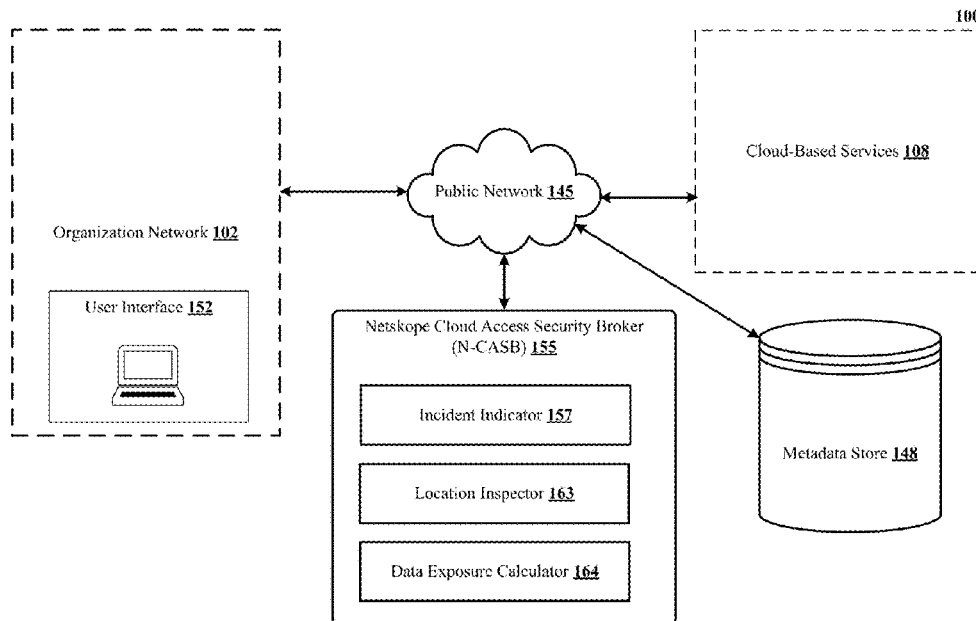 100
Cloud-Based Services 108
Public Network 145
Organization Network 102
User Interface 152
Netskope Cloud Access Security Broker
(N-CASB) 155
Incident Indicator 157
Metadata Store 148
Location Inspector 163
Data Exposure Calculator 164